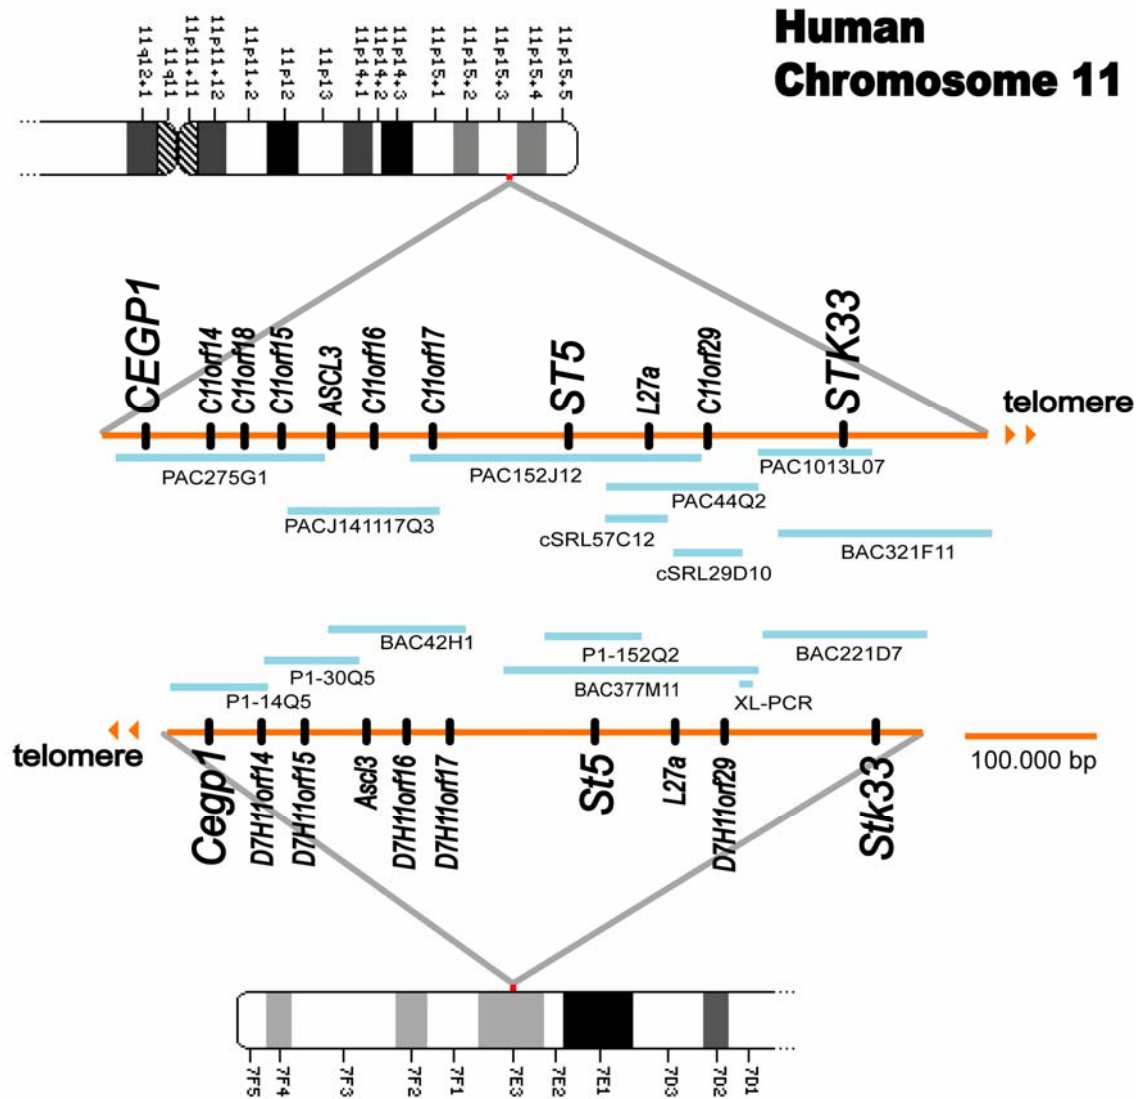 Human
Chromosome 11
11q12+1
11q11
11p11+11
11p11+12
11p11+2
11p12
11p13
11p14+1
11p14+2
11p14+3
11p15+1
11p15+2
11p15+3
11p15+4
11p15+5
CEGP1
C11orf14
C11orf18
C11orf15
ASCL3
C11orf16
C11orf17
ST5
L27a
C11orf29
STK33
telomere
PAC275G1
PAC152J12
PAC1013L07
PAC44Q2
PACJ141117Q3
cSRL57C12
BAC321F11
cSRL29D10
BAC42H1
P1-152Q2
BAC221D7
P1-30Q5
BAC377M11
P1-14Q5
XL-PCR
telomere
100.000 bp
Cegp1
D7H11orf14
D7H11orf15
Ascl3
D7H11orf16
D7H11orf17
St5
L27a
D7H11orf29
Stk33
7F5
7F4
7F3
7F2
7F1
7E3
7E2
7E1
7D3
7D2
7D1